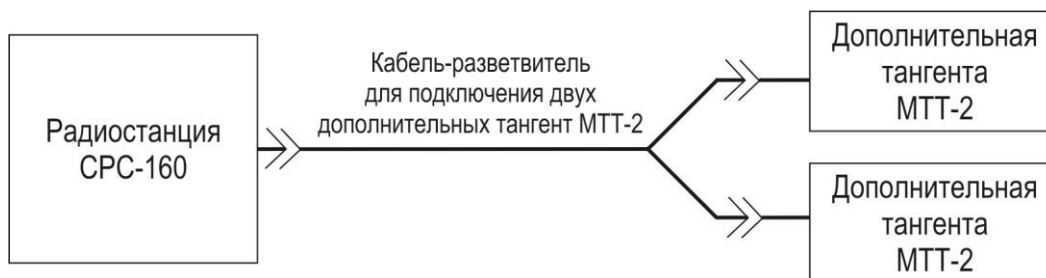 Радиостанция
СРС-160
Кабель-разветвитель
для подключения двух
дополнительных тангент МТТ-2
Дополнительная
тангента
МТТ-2
Дополнительная
тангента
МТТ-2